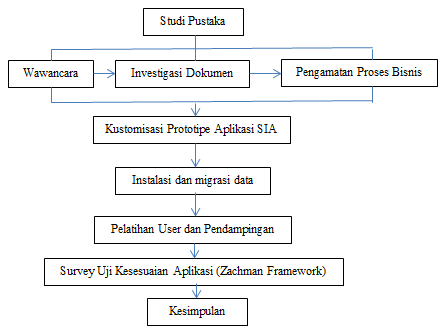 Studi Pustaka
Wawancara
Investigasi Dokumen
Pengamatan Proses Bisnis
Kustomisasi Prototipe Aplikasi SIA
Instalasi dan migrasi data
Pelatihan User dan Pendampingan
Survey Uji Kesesuaian Aplikasi (Zachman Framework)
Kesimpulan